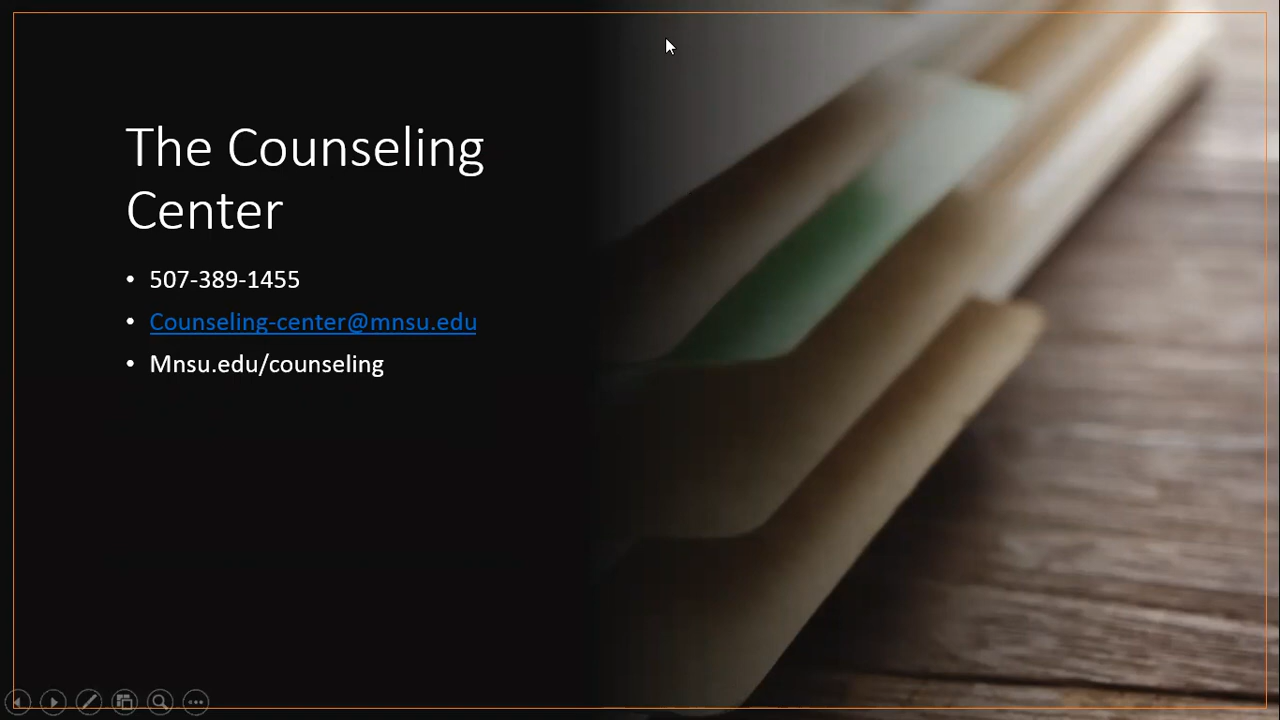 The Counseling
Center
• 507-389-1455
• Counseling-center@mnsu.edu
• Mnsu.edu/counseling